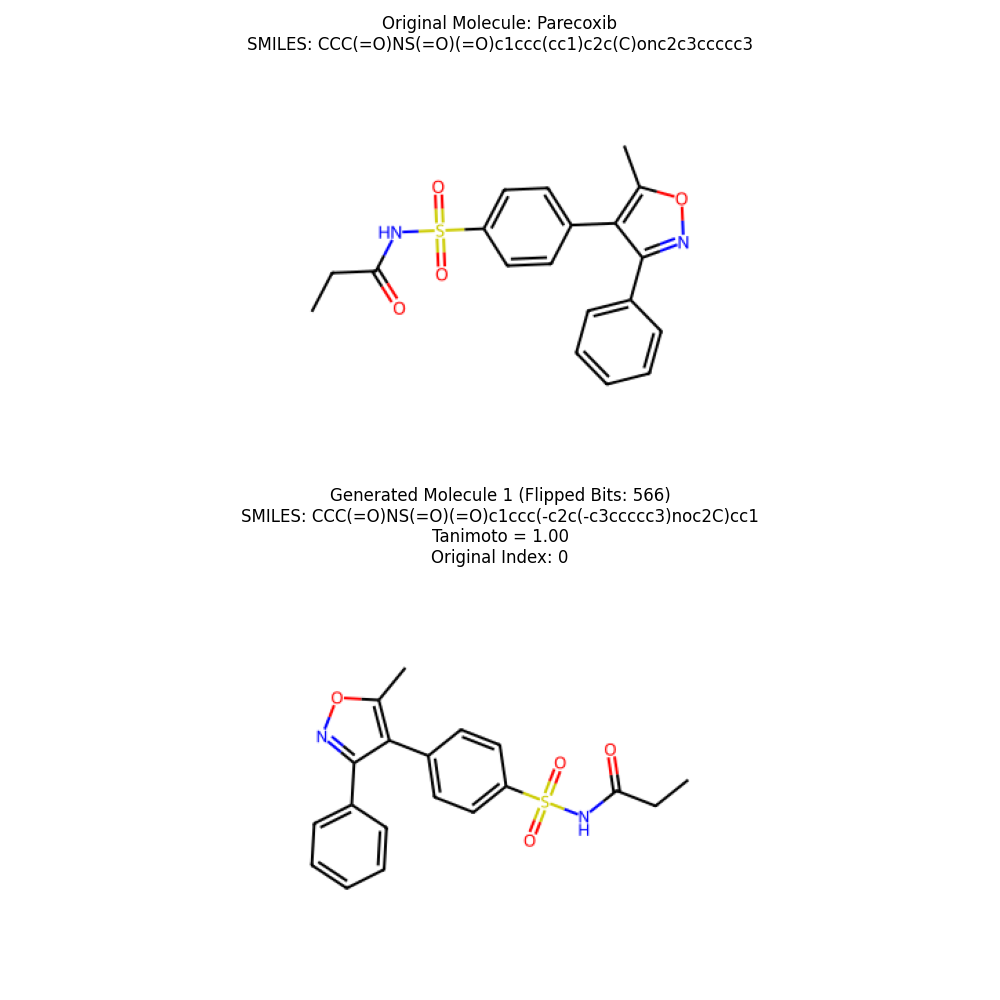 Original Molecule: Parecoxib
SMILES: CCC(=O)NS(=O)(=O)c1ccc(cc1)c2c(C)onc2c3ccccc3
O
O
HN
S
N
O
O
Generated Molecule 1 (Flipped Bits: 566)
SMILES: CCC(=O)NS(=O)(=O)c1ccc(-c2c(-c3ccccc3)noc2C)cc1
Tanimoto = 1.00
Original Index: 0
O
N
O
O
S
N
H
O